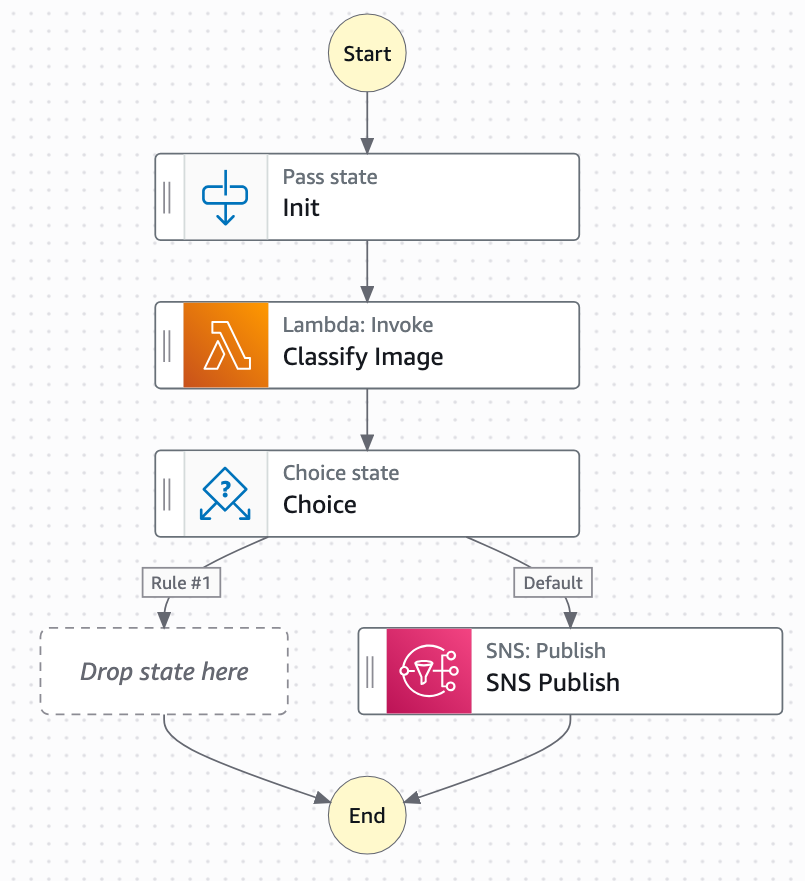 Start
Pass state
Init
Lambda: Invoke
Classify Image
Choice state
Choice
Rule #1
Default
Drop state here
SNS: Publish
SNS Publish
End